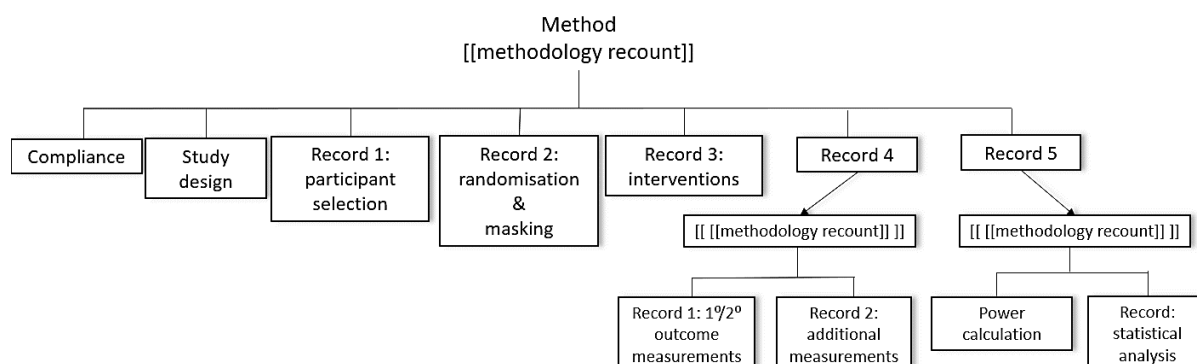 Method
[[methodology recount]]
Compliance
Study
design
Record 1:
participant
selection
Record 2:
randomisation
&
masking
Record 3:
interventions
Record 4
Record 5
[[ [[methodology recount]] ]]
[[ [[methodology recount]] ]]
Record 1: 1º/2º
outcome
measurements
Record 2:
additional
measurements
Power
calculation
Record:
statistical
analysis